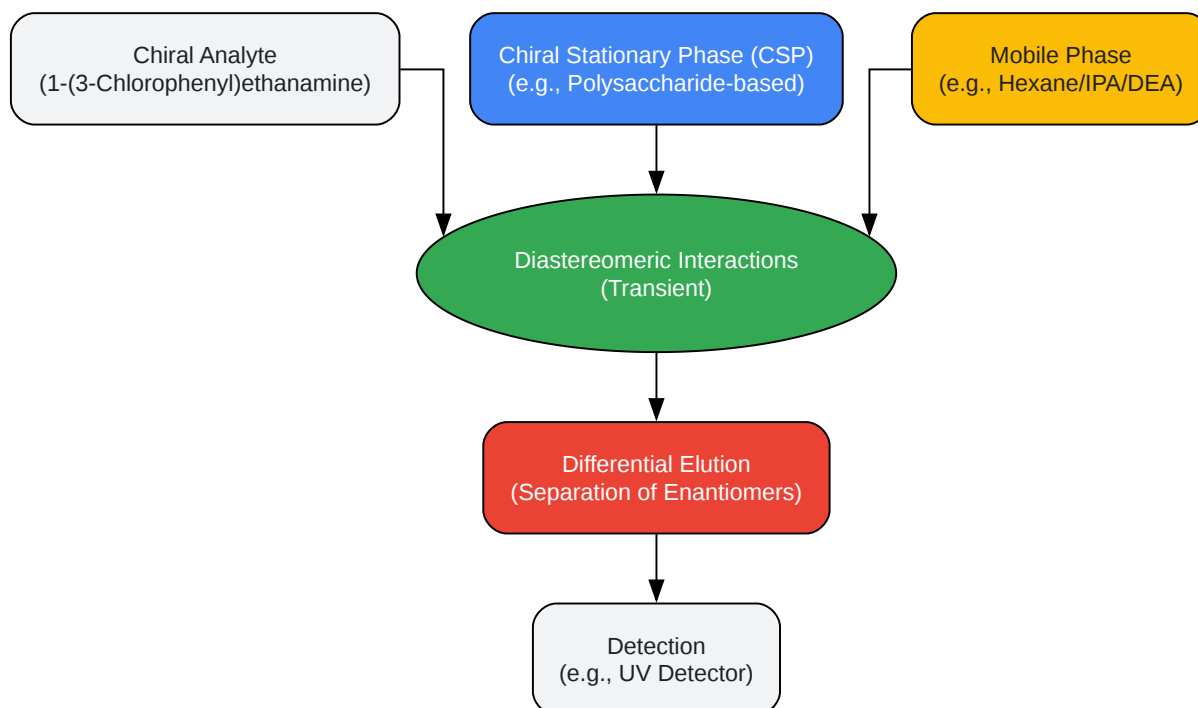 Chiral Analyte
(1-(3-Chlorophenyl)ethanamine)
Chiral Stationary Phase (CSP)
(e.g., Polysaccharide-based)
Mobile Phase
(e.g., Hexane/IPA/DEA)
Diastereomeric Interactions
(Transient)
Differential Elution
(Separation of Enantiomers)
Detection
(e.g., UV Detector)